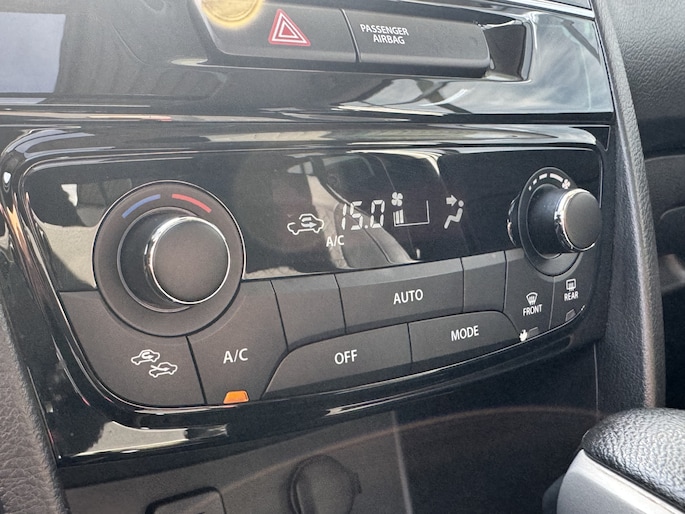 PASSENGER
AIRBAG
15.0
A/C
AUTO
FRONT
REAR
A/C
OFF
MODE